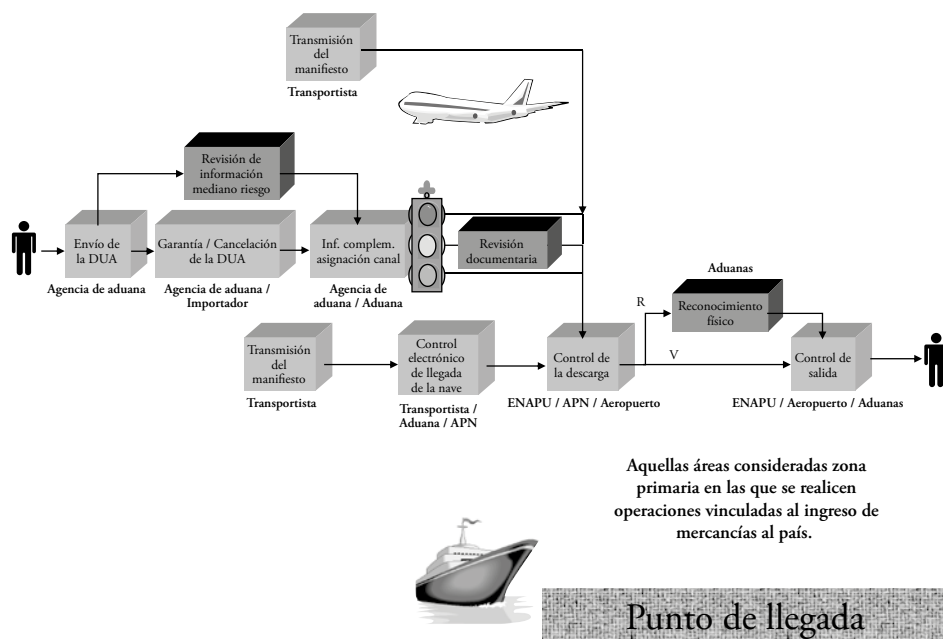 Transmisión
del
manifiesto
Transportista
Revisión de
información
mediano riesgo
Envío de
la DUA
Agencia de aduana
Garantía / Cancelación
de la DUA
Agencia de aduana /
Importador
Inf. complem.
asignación canal
Agencia de
aduana / Aduana
Revisión
documentaria
Aduanas
R
Reconocimiento
físico
Transmisión
del
manifiesto
Transportista
Control
electrónico
de llegada
de la nave
Transportista /
Aduana / APN
Control de
la descarga
ENAPU / APN / Aeropuerto
V
Control de
salida
ENAPU / Aeropuerto / Aduanas
Aquellas áreas consideradas zona
primaria en las que se realicen
operaciones vinculadas al ingreso de
mercancías al país.
Punto de llegada